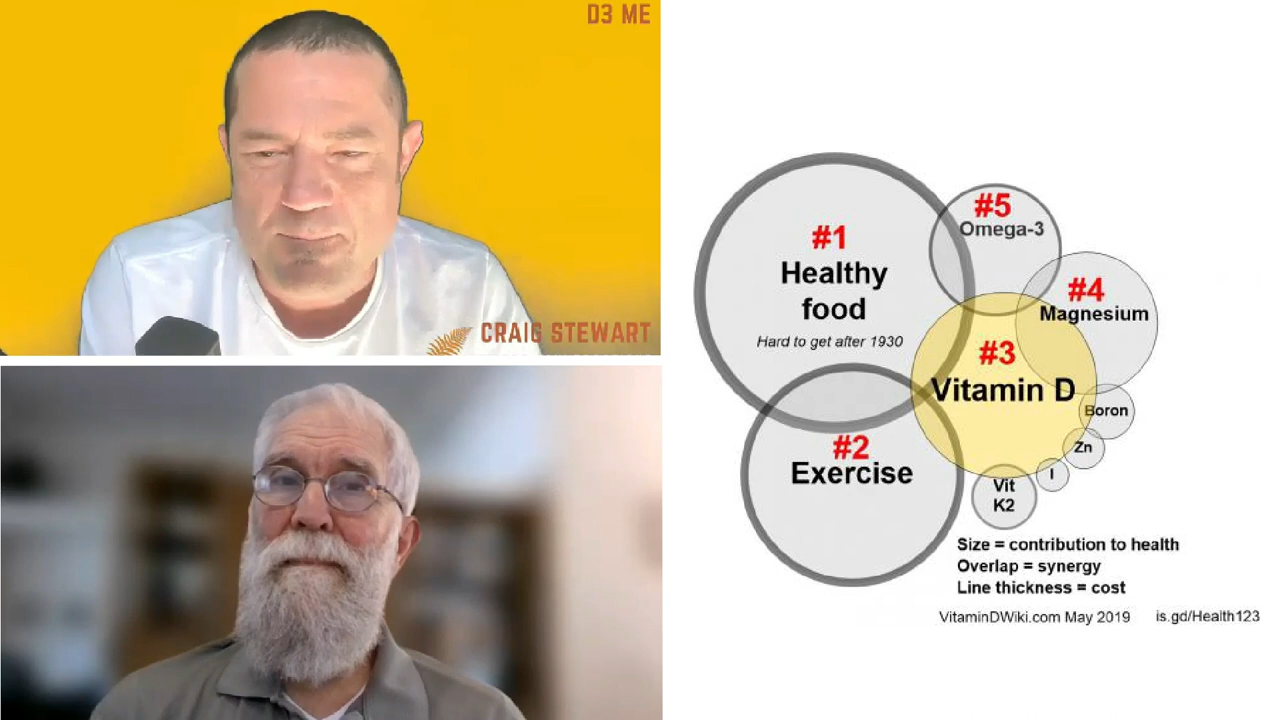 D3 ME
CRAIG STEWART
#1
Healthy
food
Hard to get after 1930
#5
Omega-3
#4
Magnesium
#3
Vitamin D
Boron
Zn
I
Vit
K2
#2
Exercise
Size = contribution to health
Overlap = synergy
Line thickness = cost
VitaminDWiki.com May 2019 is.gd/Health123